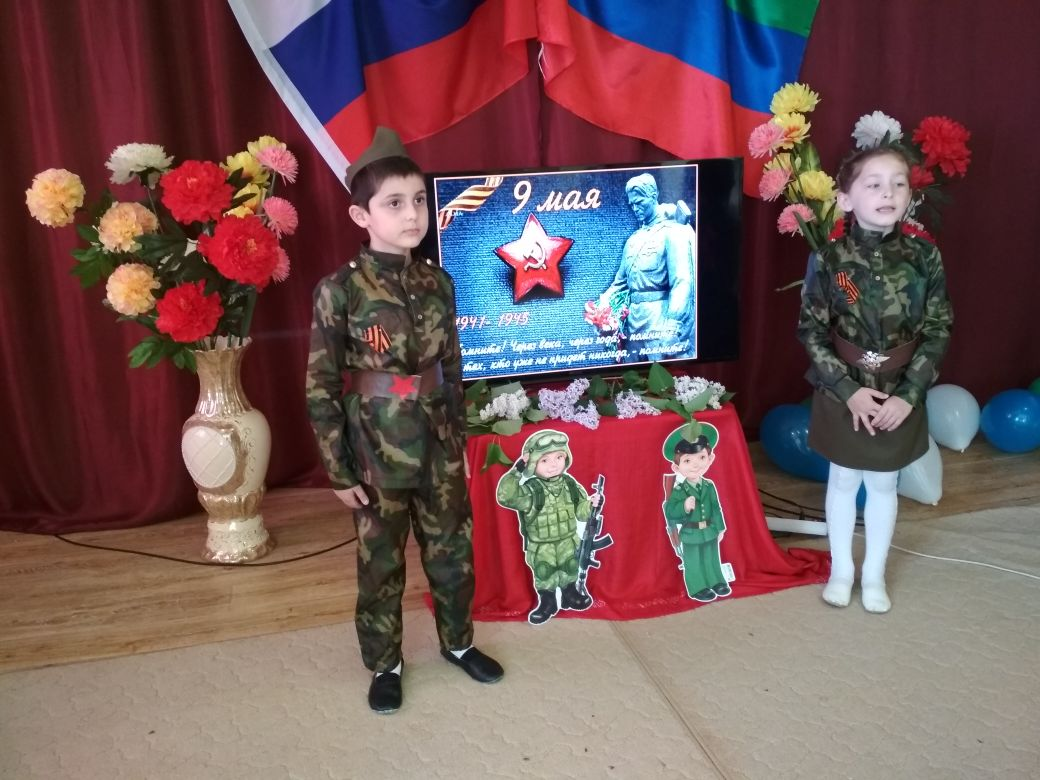 9 мая
1941-1945
Помните! Через века, через года, - помните!
тех, кто уже не придет никогда, - помните!